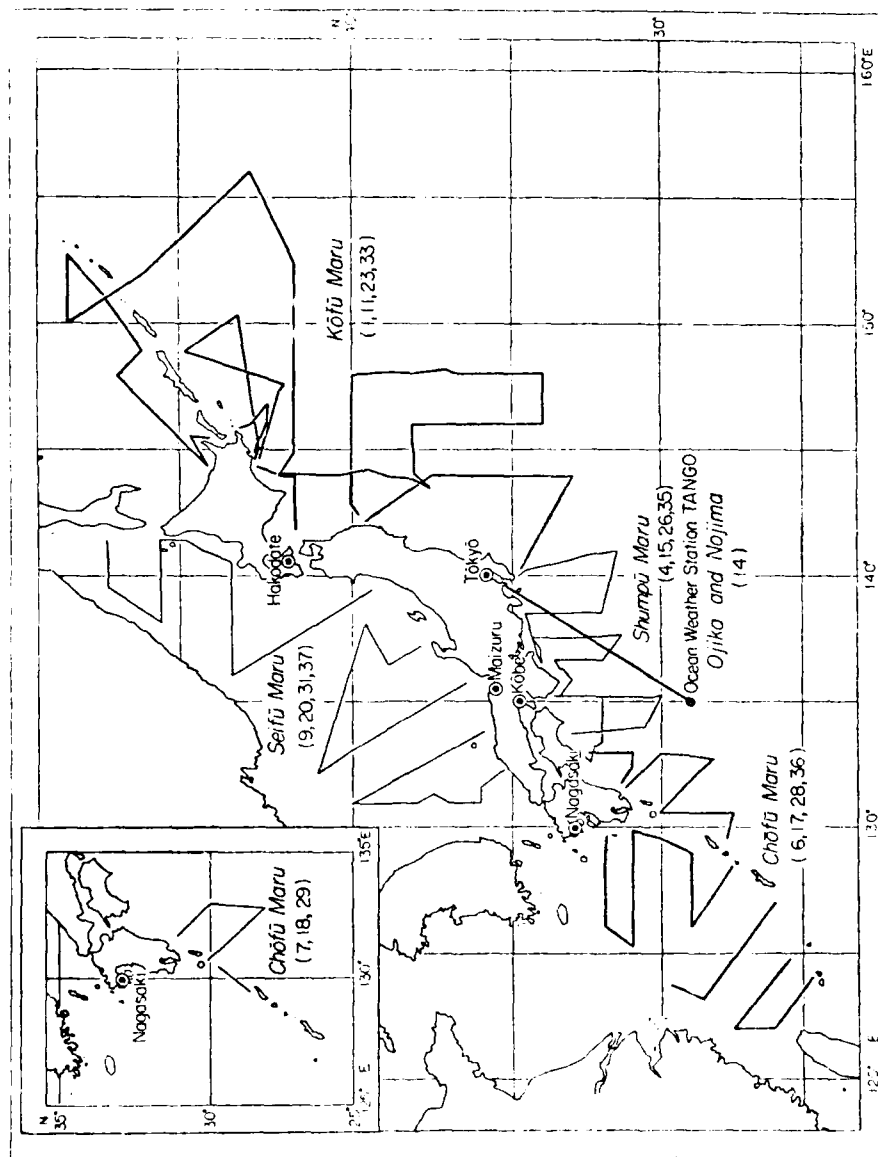 Kōfū Maru
(1,11,23,33)
Hakodate
Seifū Maru
(9,20,31,37)
Tōkyō
Maizuru
Kōbe
Nagasaki
Shumpū Maru
(4,15,26,35)
Ocean Weather Station TANGO
Ojika and Nojima
(14)
Chōfū Maru
(6,17,28,36)
N
30°
160°E
150°
140°
130°
E
N
35°
30°
25°
Nagasaki
Chōfū Maru
(7,18,29)
E
130°
135°E